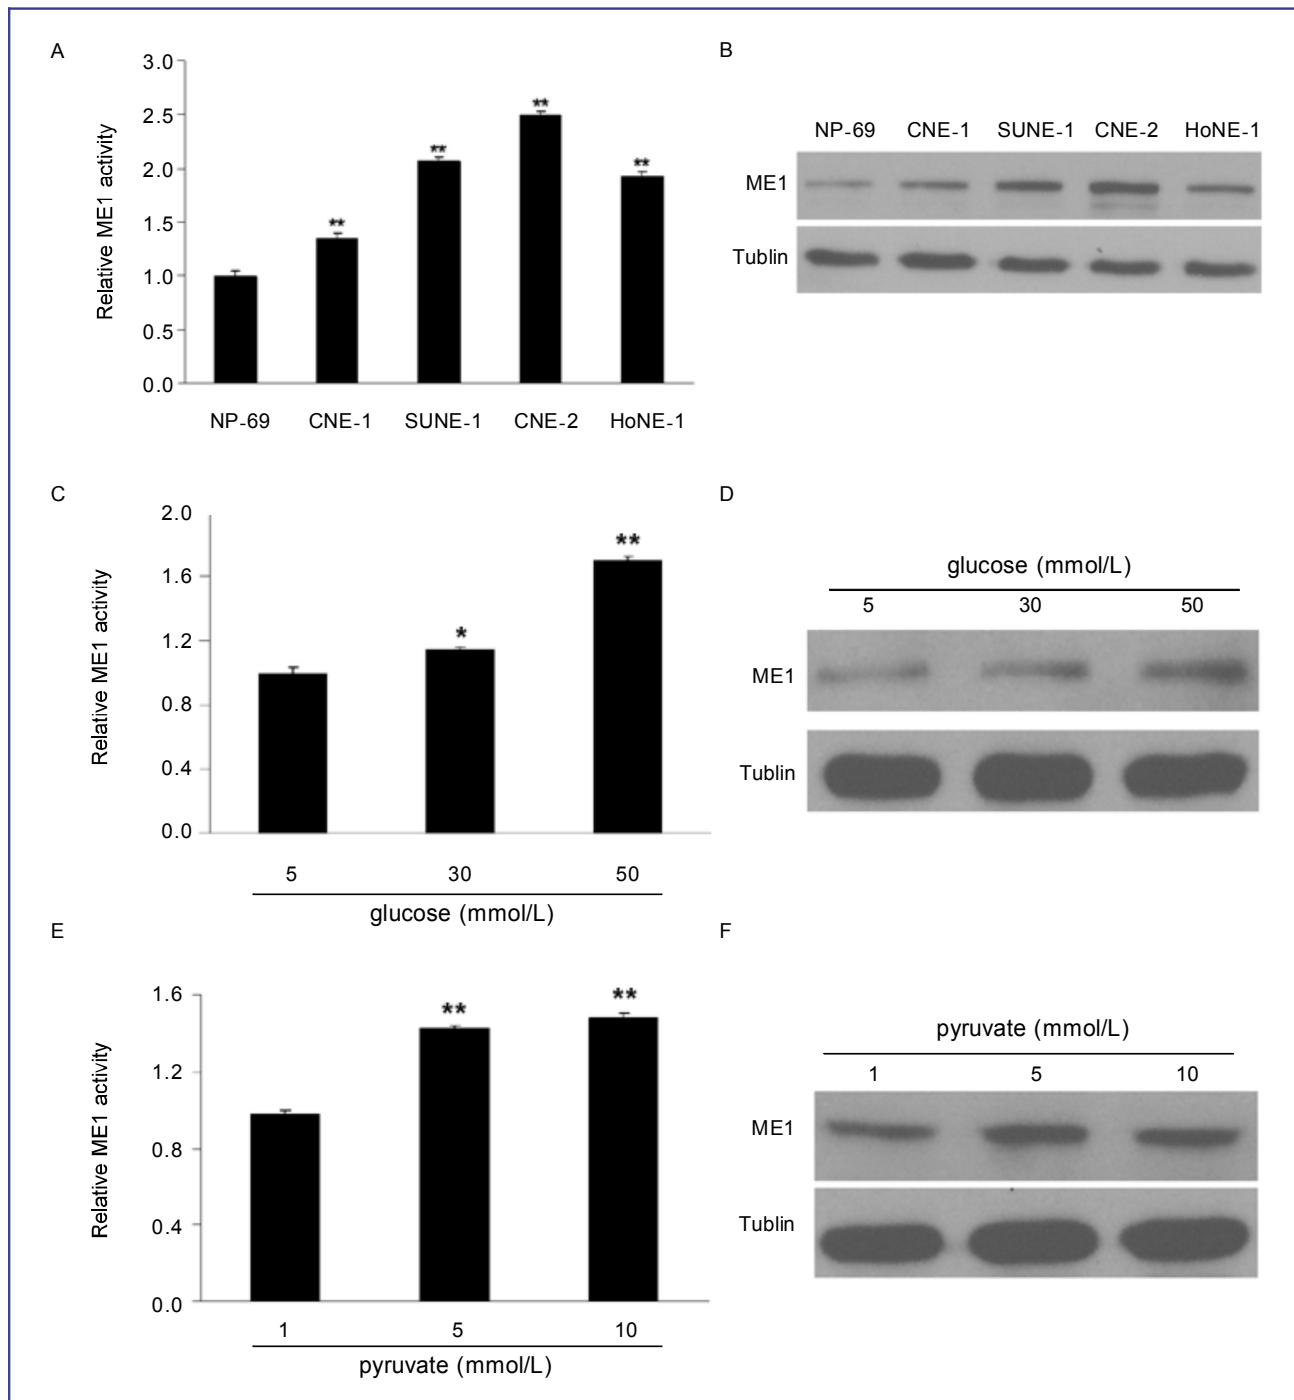 A
3.0
2.5
2.0
1.5
1.0
0.5
0.0
Relative ME1 activity
**
**
**
**
NP-69 CNE-1 SUNE-1 CNE-2 HoNE-1
B
NP-69 CNE-1 SUNE-1 CNE-2 HoNE-1
ME1
Tublin
C
2.0
1.6
1.2
0.8
0.4
0.0
Relative ME1 activity
*
**
5 30 50
glucose (mmol/L)
D
glucose (mmol/L)
5 30 50
ME1
Tublin
E
1.6
1.2
0.8
0.4
0.0
Relative ME1 activity
**
**
1 5 10
pyruvate (mmol/L)
F
pyruvate (mmol/L)
1 5 10
ME1
Tublin